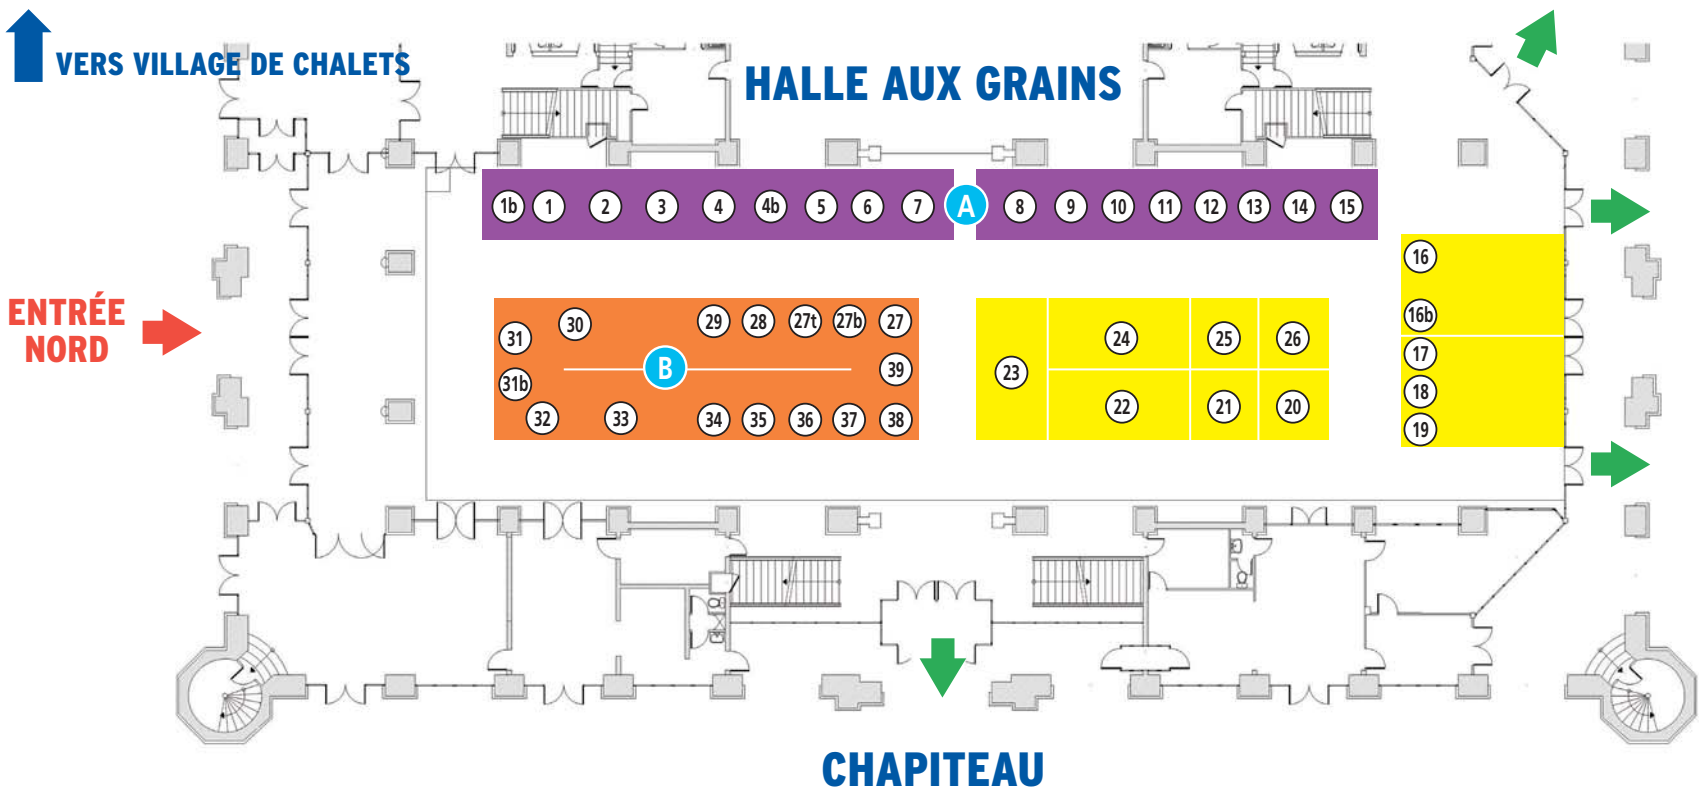 VERS VILLAGE DE CHALETS
HALLE AUX GRAINS
1b 1 2 3 4 4b 5 6 7 A 8 9 10 11 12 13 14 15
16
16b
17
18
19
ENTRÉE
NORD
30 29 28 27t 27b 27
31
B 39
31b
32 33 34 35 36 37 38
24 25 26
23
22 21 20
CHAPITEAU